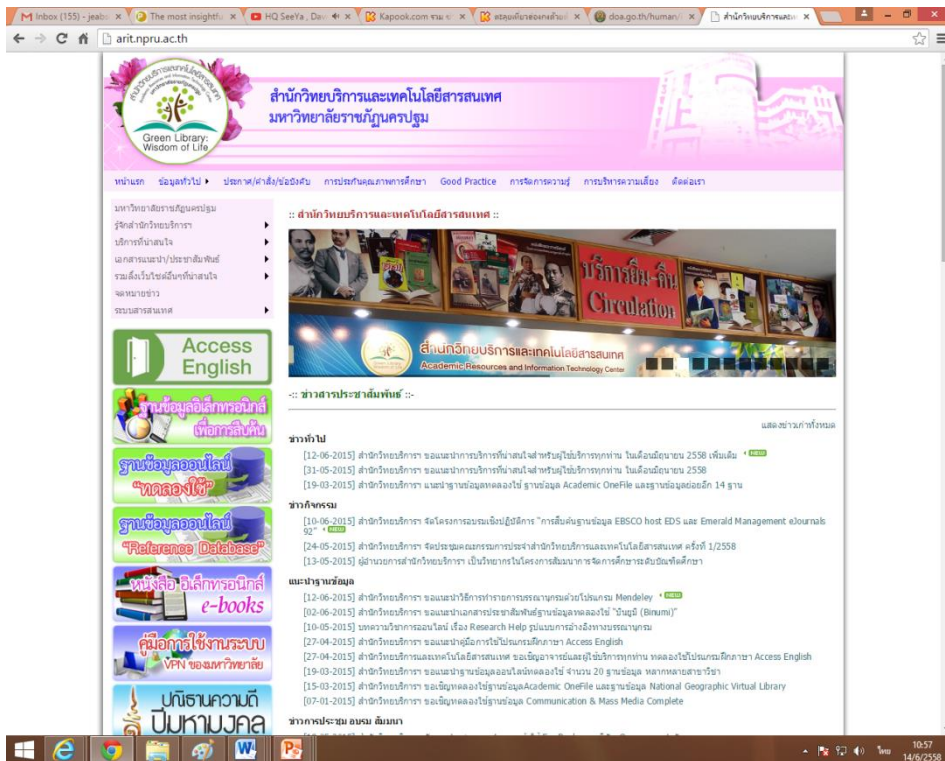 Inbox (155) - jeab
The most insightfu
HQ SeeYa , Da
Kapook.com รวม
doa.go.th/human/
สำนักวิทยบริการและ
arit.npru.ac.th
สำนักวิทยบริการและเทคโนโลยีสารสนเทศ
มหาวิทยาลัยราชภัฏนครปฐม
Green Library:
Wisdom of Life
หน้าแรก ข้อมูลทั่วไป ประกาศ/คำสั่ง/ข้อบังคับ การประกันคุณภาพการศึกษา Good Practice การจัดการความรู้ การบริหารความเสี่ยง ติดต่อเรา
มหาวิทยาลัยราชภัฏนครปฐม
รู้จักสำนักวิทยบริการฯ
บริการที่น่าสนใจ
เอกสารแนะนำ/ประชาสัมพันธ์
รวมลิ้งเว็บไซต์อื่นๆที่น่าสนใจ
จดหมายข่าว
ระบบสารสนเทศ
Access
English
ฐานข้อมูลอิเล็กทรอนิกส์
เพื่อการสืบค้น
ฐานข้อมูลออนไลน์
"ทดลองใช้"
ฐานข้อมูลออนไลน์
"Reference Database"
หนังสือ อิเล็กทรอนิกส์
e-books
คู่มือการใช้งานระบบ
VPN ของมหาวิทยาลัย
ปณิธานความดี
ปีมหามงคล
:: สำนักวิทยบริการและเทคโนโลยีสารสนเทศ ::
บริการยืม-คืน
Circulation
สำนักวิทยบริการและเทคโนโลยีสารสนเทศ
Academic Resources and Information Technology Center
-:: ข่าวสารประชาสัมพันธ์ ::-
แสดงข่าวเก่าทั้งหมด
ข่าวทั่วไป
[12-06-2015] สำนักวิทยบริการฯ ขอแนะนำการบริการที่น่าสนใจสำหรับผู้ใช้บริการทุกท่าน ในเดือนมิถุนายน 2558 เพิ่มเติม NEW
[31-05-2015] สำนักวิทยบริการฯ ขอแนะนำการบริการที่น่าสนใจสำหรับผู้ใช้บริการทุกท่าน ในเดือนมิถุนายน 2558
[19-03-2015] สำนักวิทยบริการฯ แนะนำฐานข้อมูลทดลองใช้ ฐานข้อมูล Academic OneFile และฐานข้อมูลย่อยอีก 14 ฐาน
ข่าวกิจกรรม
[10-06-2015] สำนักวิทยบริการฯ จัดโครงการอบรมเชิงปฏิบัติการ "การสืบค้นฐานข้อมูล EBSCO host EDS และ Emerald Management eJournals
92" NEW
[24-05-2015] สำนักวิทยบริการฯ จัดประชุมคณะกรรมการประจำสำนักวิทยบริการและเทคโนโลยีสารสนเทศ ครั้งที่ 1/2558
[13-05-2015] ผู้อำนวยการสำนักวิทยบริการฯ เป็นวิทยากรในโครงการสัมมนาการจัดการศึกษาระดับบัณฑิตศึกษา
แนะนำฐานข้อมูล
[12-06-2015] สำนักวิทยบริการฯ ขอแนะนำวิธีการทำรายการบรรณานุกรมด้วยโปรแกรม Mendeley NEW
[02-06-2015] สำนักวิทยบริการฯ ขอแนะนำเอกสารประชาสัมพันธ์ฐานข้อมูลทดลองใช้ "บีนูมิ (Binumi)"
[10-05-2015] บทความวิชาการออนไลน์ เรื่อง Research Help รูปแบบการอ้างอิงทางบรรณานุกรม
[27-04-2015] สำนักวิทยบริการฯ ขอแนะนำคู่มือการใช้โปรแกรมฝึกภาษา Access English
[27-04-2015] สำนักวิทยบริการและเทคโนโลยีสารสนเทศ ขอเชิญอาจารย์และผู้ใช้บริการทุกท่าน ทดลองใช้โปรแกรมฝึกภาษา Access English
[19-03-2015] สำนักวิทยบริการฯ ขอแนะนำฐานข้อมูลออนไลน์ทดลองใช้ จำนวน 20 ฐานข้อมูล หลากหลายสาขาวิชา
[15-03-2015] สำนักวิทยบริการฯ ขอเชิญทดลองใช้ฐานข้อมูลAcademic OneFile และฐานข้อมูล National Geographic Virtual Library
[07-01-2015] สำนักวิทยบริการฯ ขอเชิญทดลองใช้ฐานข้อมูล Communication & Mass Media Complete
ข่าวการประชุม อบรม สัมมนา
ไทย
10:57
14/6/2558